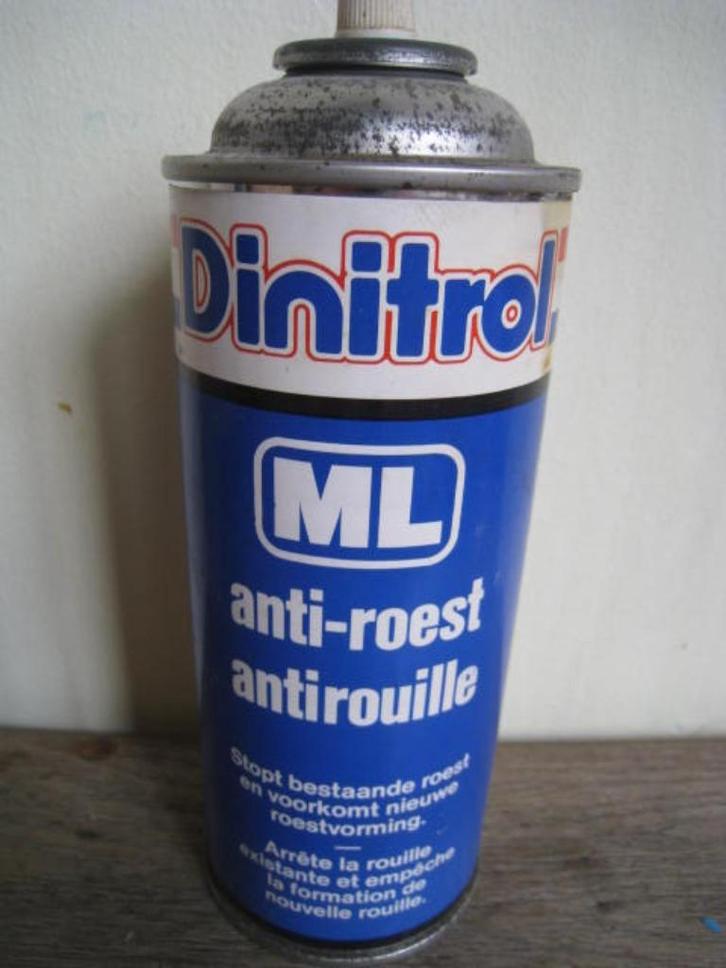 Dinitrol
ML
anti-roest
antirouille
Stopt bestaande roest
en voorkomt nieuwe
roestvorming.
Arrête la rouille
existante et empêche
la formation de
nouvelle rouille.